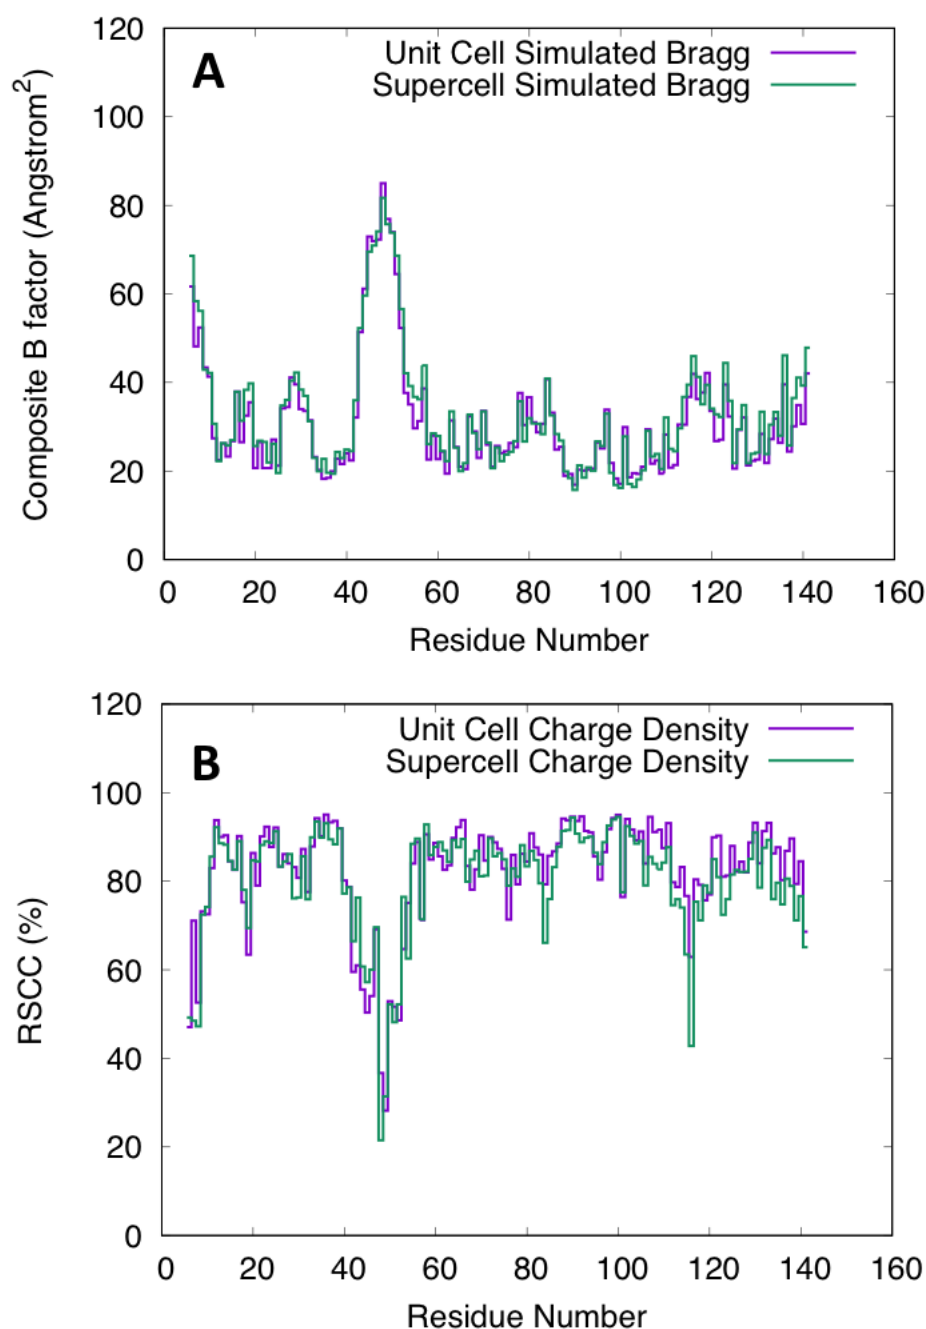 A
Unit Cell Simulated Bragg
Supercell Simulated Bragg
Composite B factor (Angstrom²)
120
100
80
60
40
20
0
0 20 40 60 80 100 120 140 160
Residue Number
B
Unit Cell Charge Density
Supercell Charge Density
RSCC (%)
120
100
80
60
40
20
0
0 20 40 60 80 100 120 140 160
Residue Number